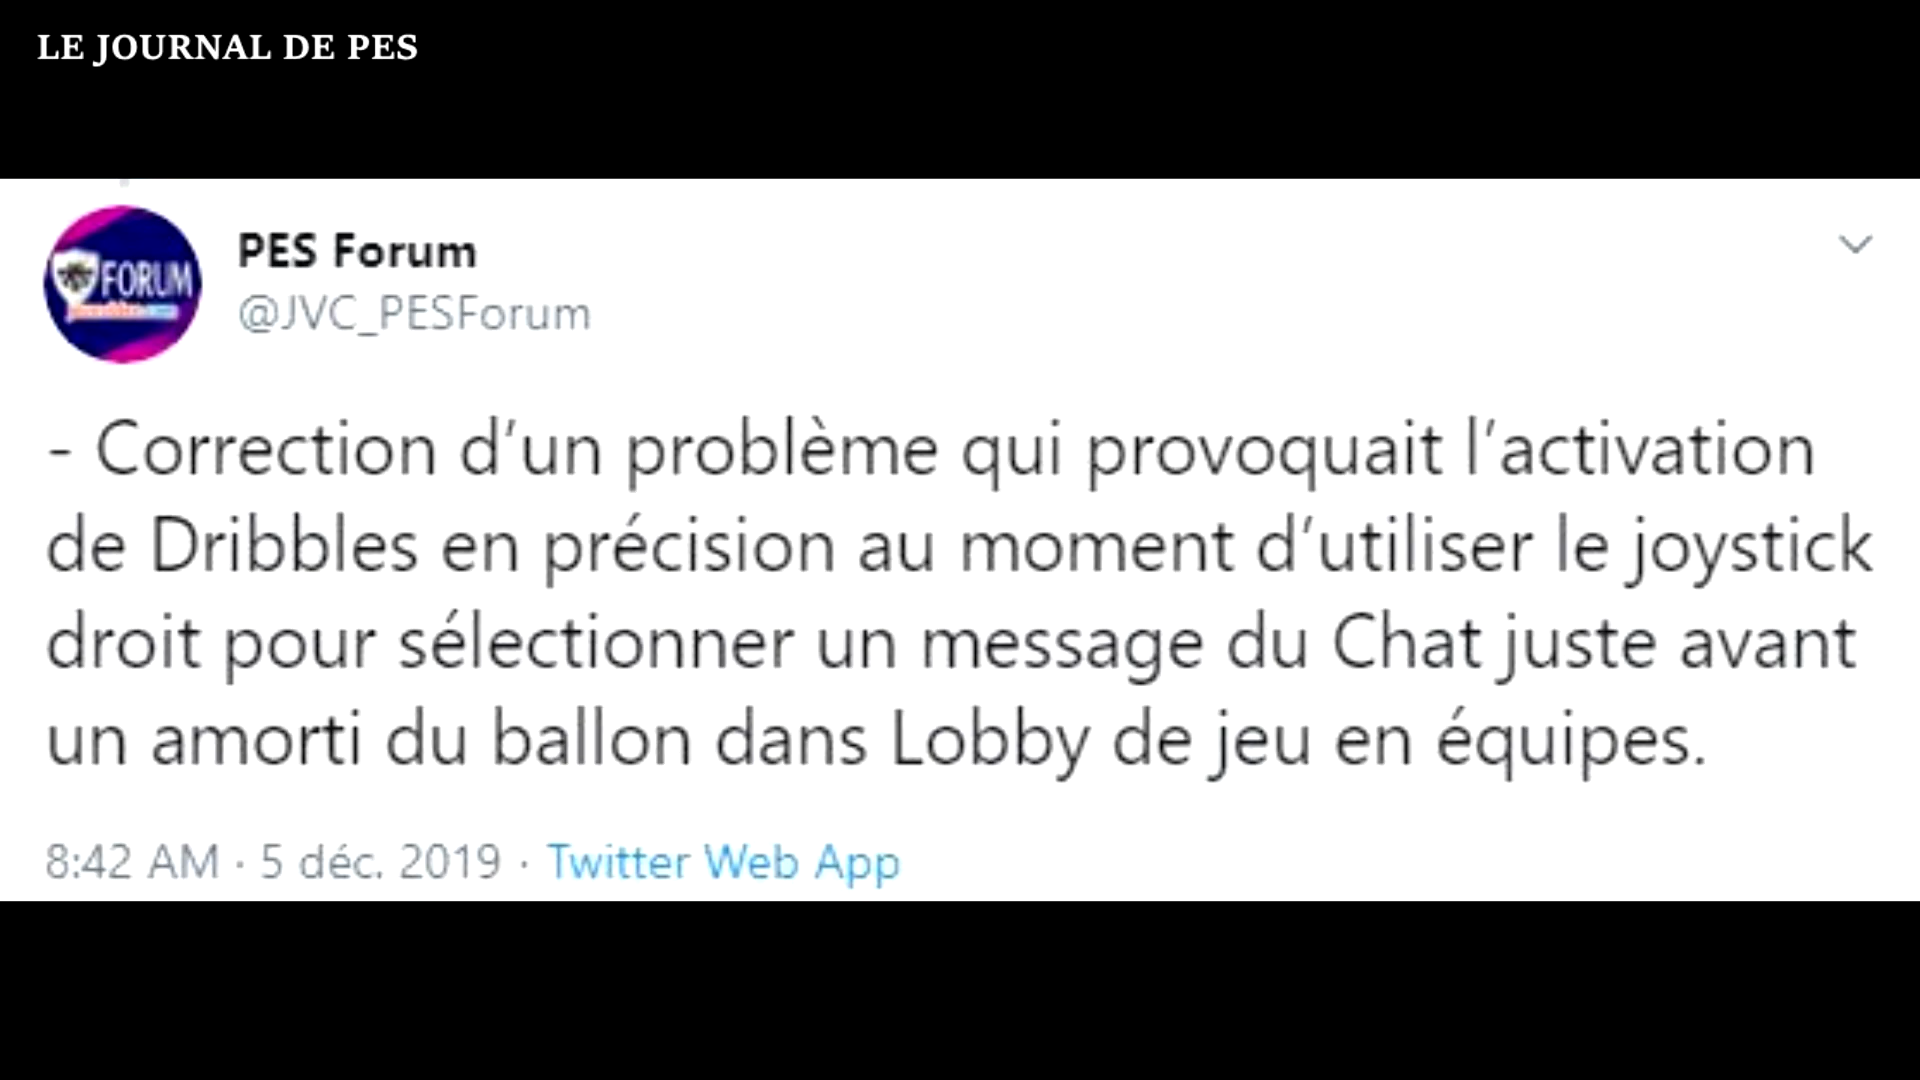 LE JOURNAL DE PES
FORUM
PES Forum
@JVC_PESForum
- Correction d’un problème qui provoquait l’activation
de Dribbles en précision au moment d’utiliser le joystick
droit pour sélectionner un message du Chat juste avant
un amorti du ballon dans Lobby de jeu en équipes.
8:42 AM · 5 déc. 2019 · Twitter Web App